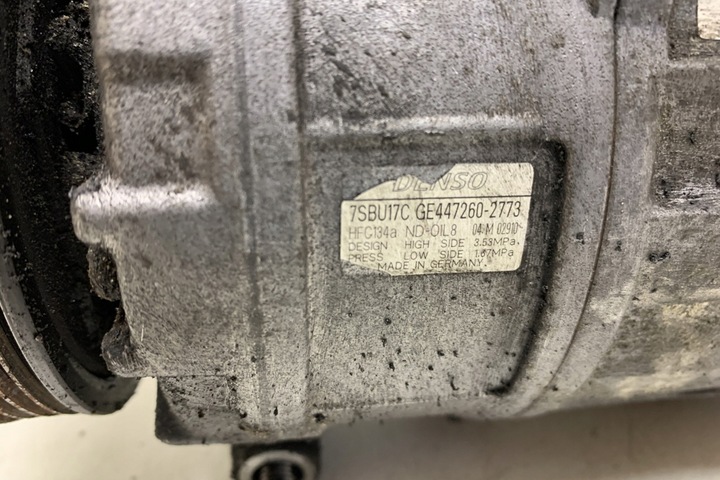 DENSO
7SBU17C GE447260-2773
HFC134a ND-OIL8 04-M 02910
DESIGN HIGH SIDE 3.53MPa,
PRESS LOW SIDE 1.67MPa
MADE IN GERMANY.